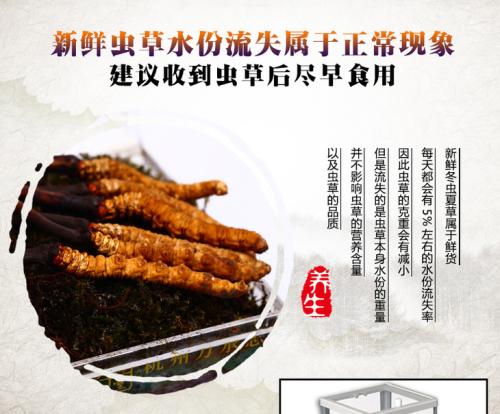 新鲜虫草水份流失属于正常现象
建议收到虫草后尽早食用
新鲜冬虫夏草属于鲜货
每天都会有 5% 左右的水份流失率
因此虫草的克重会有减小
但是流失的是虫草本身水份的重量
并不影响虫草的营养含量
以及虫草的品质
养生